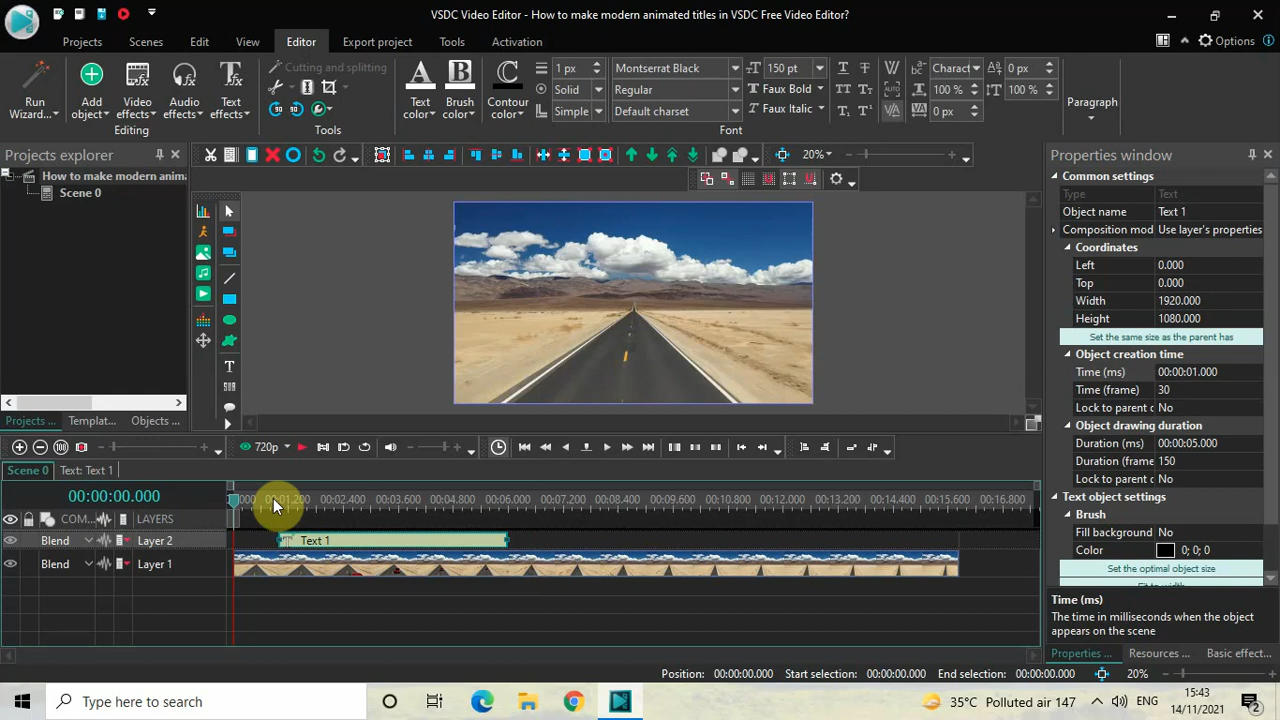 VSDC Video Editor - How to make modern animated titles in VSDC Free Video Editor?
Projects Scenes Edit View Editor Export project Tools Activation
Options
Run Wizard...
Add object
Video effects
Audio effects
Text effects
Editing
Cutting and splitting
Tools
Text color
Brush color
Contour color
1 px
Solid
Simple
Montserrat Black
Regular
Default charset
150 pt
Faux Bold
Faux Italic
Font
Charact
100 %
0 px
0 px
100 %
Paragraph
Projects explorer
How to make modern anima
Scene 0
20%
Projects ... Templat... Objects ...
Properties window
Common settings
Type Text
Object name Text 1
Composition mod Use layer's properties
Coordinates
Left 0.000
Top 0.000
Width 1920.000
Height 1080.000
Set the same size as the parent has
Object creation time
Time (ms) 00:00:01.000
Time (frame) 30
Lock to parent c No
Object drawing duration
Duration (ms) 00:00:05.000
Duration (frame 150
Lock to parent c No
Text object settings
Brush
Fill background No
Color 0; 0; 0
Set the optimal object size
Fit to width
Time (ms)
The time in milliseconds when the object appears on the scene
Properties ... Resources ... Basic effect...
720p
Scene 0 Text: Text 1
00:00:00.000
000 00:01.200 00:02.400 00:03.600 00:04.800 00:06.000 00:07.200 00:08.400 00:09.600 00:10.800 00:12.000 00:13.200 00:14.400 00:15.600 00:16.800
COM... LAYERS
Blend Layer 2
Text 1
Blend Layer 1
Position: 00:00:00.000 Start selection: 00:00:00.000 End selection: 00:00:00.000 20%
Type here to search
35°C Polluted air 147
ENG
15:43
14/11/2021
2